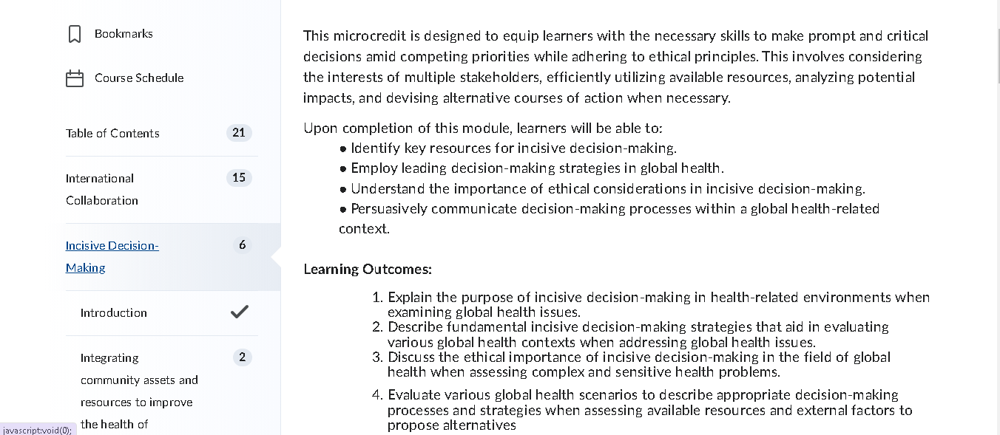 Bookmarks
Course Schedule
Table of Contents 21
International 15
Collaboration
Incisive Decision- 6
Making
Introduction
Integrating 2
community assets and
resources to improve
the health of
javascript:void(0);
This microcredit is designed to equip learners with the necessary skills to make prompt and critical
decisions amid competing priorities while adhering to ethical principles. This involves considering
the interests of multiple stakeholders, efficiently utilizing available resources, analyzing potential
impacts, and devising alternative courses of action when necessary.
Upon completion of this module, learners will be able to:
● Identify key resources for incisive decision-making.
● Employ leading decision-making strategies in global health.
● Understand the importance of ethical considerations in incisive decision-making.
● Persuasively communicate decision-making processes within a global health-related
context.
Learning Outcomes:
1. Explain the purpose of incisive decision-making in health-related environments when
examining global health issues.
2. Describe fundamental incisive decision-making strategies that aid in evaluating
various global health contexts when addressing global health issues.
3. Discuss the ethical importance of incisive decision-making in the field of global
health when assessing complex and sensitive health problems.
4. Evaluate various global health scenarios to describe appropriate decision-making
processes and strategies when assessing available resources and external factors to
propose alternatives